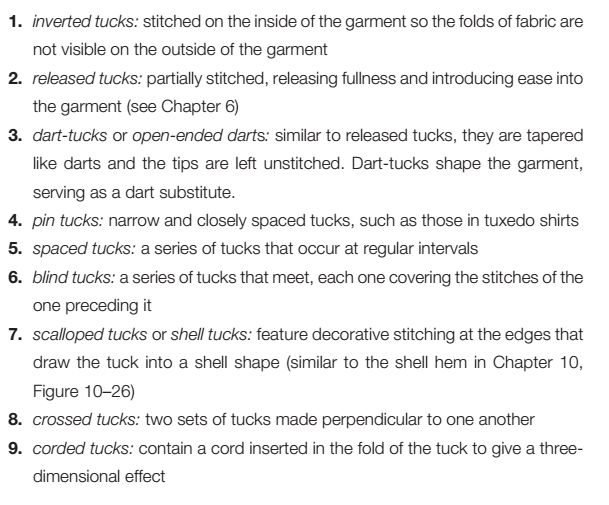 1. inverted tucks: stitched on the inside of the garment so the folds of fabric are
not visible on the outside of the garment
2. released tucks: partially stitched, releasing fullness and introducing ease into
the garment (see Chapter 6)
3. dart-tucks or open-ended darts: similar to released tucks, they are tapered
like darts and the tips are left unstitched. Dart-tucks shape the garment,
serving as a dart substitute.
4. pin tucks: narrow and closely spaced tucks, such as those in tuxedo shirts
5. spaced tucks: a series of tucks that occur at regular intervals
6. blind tucks: a series of tucks that meet, each one covering the stitches of the
one preceding it
7. scalloped tucks or shell tucks: feature decorative stitching at the edges that
draw the tuck into a shell shape (similar to the shell hem in Chapter 10,
Figure 10–26)
8. crossed tucks: two sets of tucks made perpendicular to one another
9. corded tucks: contain a cord inserted in the fold of the tuck to give a three-
dimensional effect